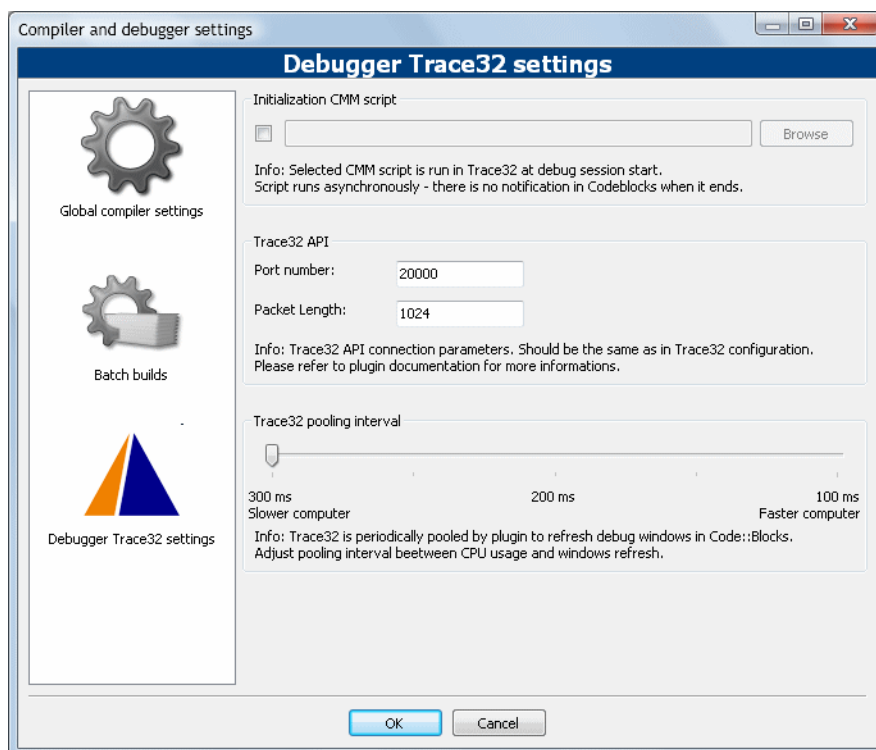 Compiler and debugger settings
Debugger Trace32 settings
Global compiler settings
Batch builds
Debugger Trace32 settings
Initialization CMM script
Browse
Info: Selected CMM script is run in Trace32 at debug session start.
Script runs asynchronously - there is no notification in Codeblocks when it ends.
Trace32 API
Port number: 20000
Packet Length: 1024
Info: Trace32 API connection parameters. Should be the same as in Trace32 configuration.
Please refer to plugin documentation for more informations.
Trace32 pooling interval
300 ms 200 ms 100 ms
Slower computer Faster computer
Info: Trace32 is periodically pooled by plugin to refresh debug windows in Code::Blocks.
Adjust pooling interval beetween CPU usage and windows refresh.
OK Cancel